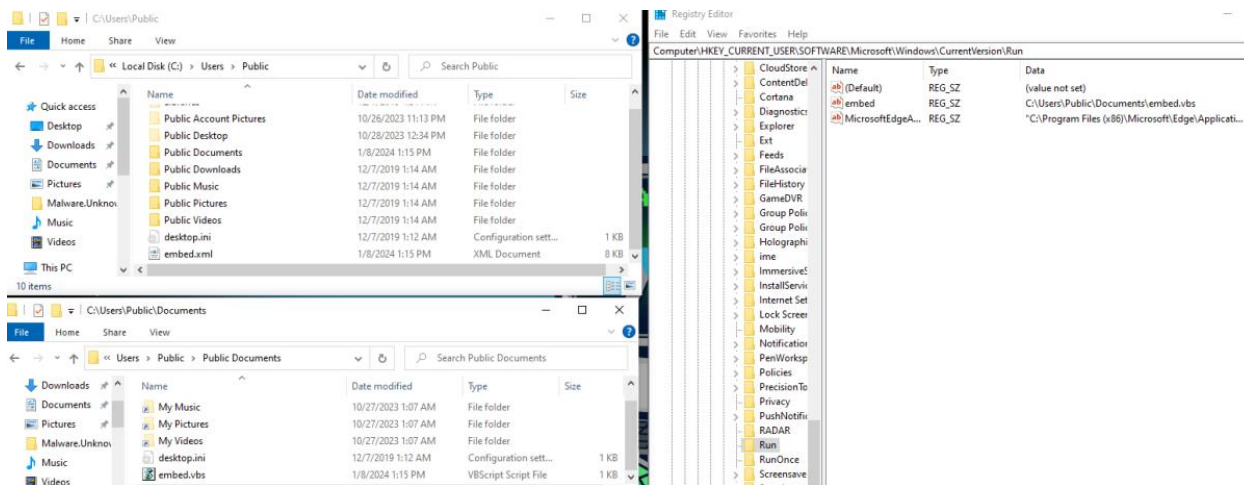 C:\Users\Public
File Home Share View
Local Disk (C:) > Users > Public
Search Public
Name Date modified Type Size
Quick access
Desktop
Downloads
Documents
Pictures
Malware.Unknow
Music
Videos
This PC
Public Account Pictures 10/26/2023 11:13 PM File folder
Public Desktop 10/28/2023 12:34 PM File folder
Public Documents 1/8/2024 1:15 PM File folder
Public Downloads 12/7/2019 1:14 AM File folder
Public Music 12/7/2019 1:14 AM File folder
Public Pictures 12/7/2019 1:14 AM File folder
Public Videos 12/7/2019 1:14 AM File folder
desktop.ini 12/7/2019 1:12 AM Configuration sett... 1 KB
embed.xml 1/8/2024 1:15 PM XML Document 8 KB
10 items
C:\Users\Public\Documents
File Home Share View
« Users > Public > Public Documents
Search Public Documents
Name Date modified Type Size
Downloads
Documents
Pictures
Malware.Unknow
Music
Videos
My Music 10/27/2023 1:07 AM File folder
My Pictures 10/27/2023 1:07 AM File folder
My Videos 10/27/2023 1:07 AM File folder
desktop.ini 12/7/2019 1:12 AM Configuration sett... 1 KB
embed.vbs 1/8/2024 1:15 PM VBScript Script File 1 KB
Registry Editor
File Edit View Favorites Help
Computer\HKEY_CURRENT_USER\SOFTWARE\Microsoft\Windows\CurrentVersion\Run
CloudStore
ContentDel
Cortana
Diagnostics
Explorer
Ext
Feeds
FileAssocia
FileHistory
GameDVR
Group Polic
Group Polic
Holographi
ime
ImmersiveS
InstallServic
Internet Set
Lock Screen
Mobility
Notification
PenWorksp
Policies
PrecisionTo
Privacy
PushNotific
RADAR
Run
RunOnce
Screensave
Name Type Data
(Default) REG_SZ (value not set)
embed REG_SZ C:\Users\Public\Documents\embed.vbs
MicrosoftEdgeA... REG_SZ "C:\Program Files (x86)\Microsoft\Edge\Applicati...